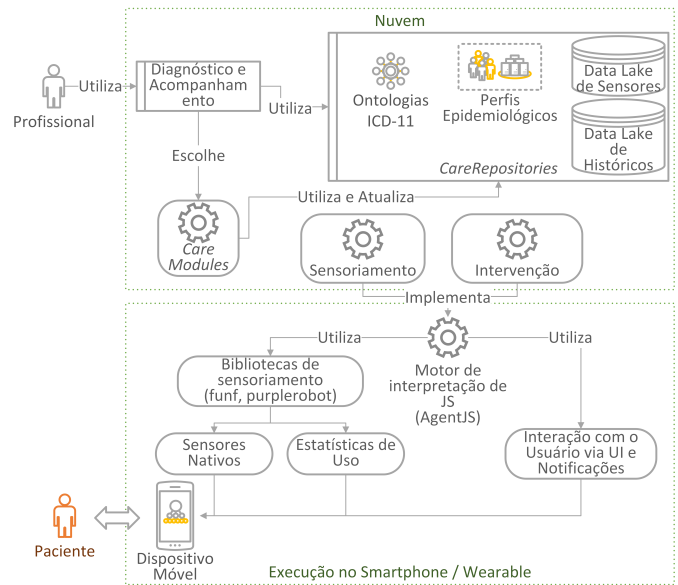 Nuvem
Utiliza
Profissional
Diagnóstico e
Acompanham
ento
Utiliza
Ontologias
ICD-11
Perfis
Epidemiológicos
Data Lake
de Sensores
Data Lake
de
Históricos
CareRepositories
Escolhe
Utiliza e Atualiza
Care
Modules
Sensoriamento
Intervenção
Implementa
Utiliza
Utiliza
Motor de
interpretação de
JS
(AgentJS)
Bibliotecas de
sensoriamento
(funf, purplerobot)
Sensores
Nativos
Estatísticas de
Uso
Interação com o
Usuário via UI e
Notificações
Paciente
Dispositivo
Móvel
Execução no Smartphone / Wearable